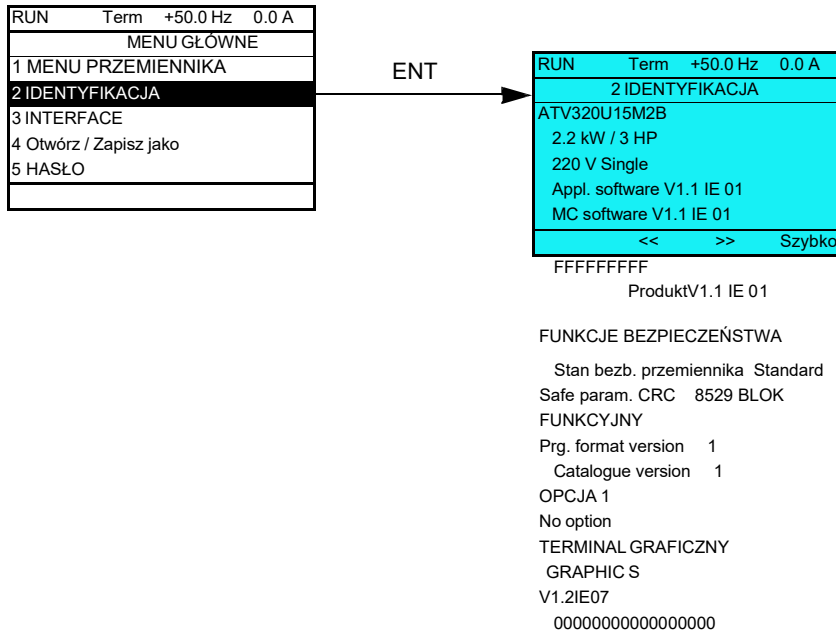 RUN Term +50.0 Hz 0.0 A
MENU GŁÓWNE
1 MENU PRZEMIENNIKA
2 IDENTYFIKACJA
3 INTERFACE
4 Otwórz / Zapisz jako
5 HASŁO
ENT
RUN Term +50.0 Hz 0.0 A
2 IDENTYFIKACJA
ATV320U15M2B
2.2 kW / 3 HP
220 V Single
Appl. software V1.1 IE 01
MC software V1.1 IE 01
<< >> Szybko
FFFFFFFFF
ProduktV1.1 IE 01
FUNKCJE BEZPIECZEŃSTWA
Stan bezb. przemiennika Standard
Safe param. CRC 8529 BLOK
FUNKCYJNY
Prg. format version 1
Catalogue version 1
OPCJA 1
No option
TERMINAL GRAFICZNY
GRAPHIC S
V1.2IE07
00000000000000000